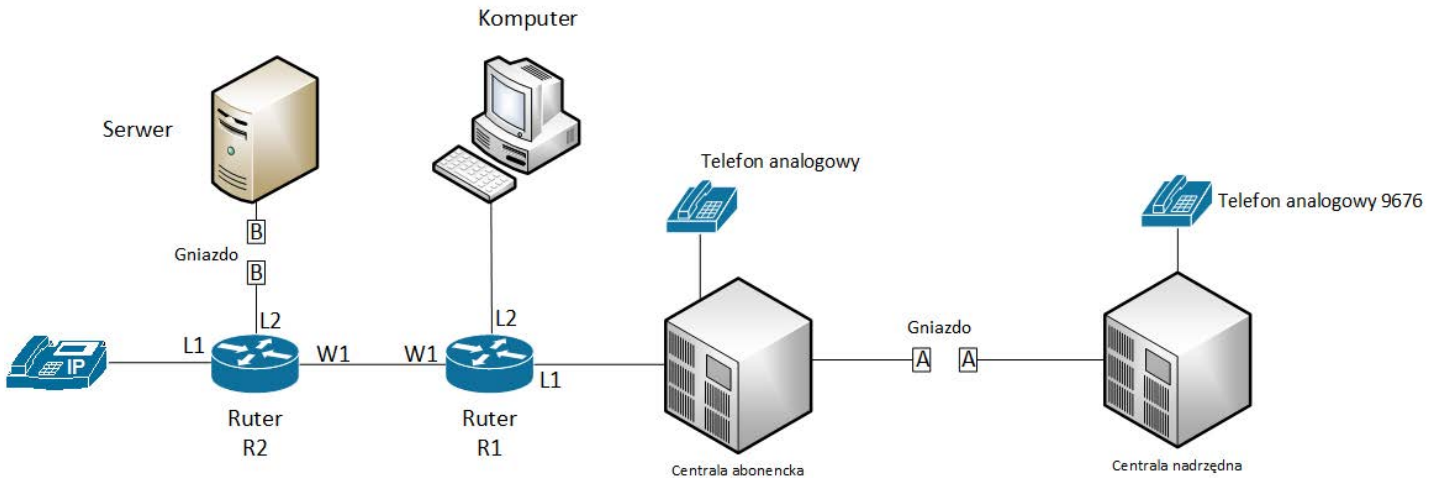 Komputer
Serwer
Telefon analogowy
Telefon analogowy 9676
B
Gniazdo
B
L2
L2
Gniazdo
IP
L1
W1
W1
L1
A
A
Ruter
R2
Ruter
R1
Centrala abonencka
Centrala nadrzędna